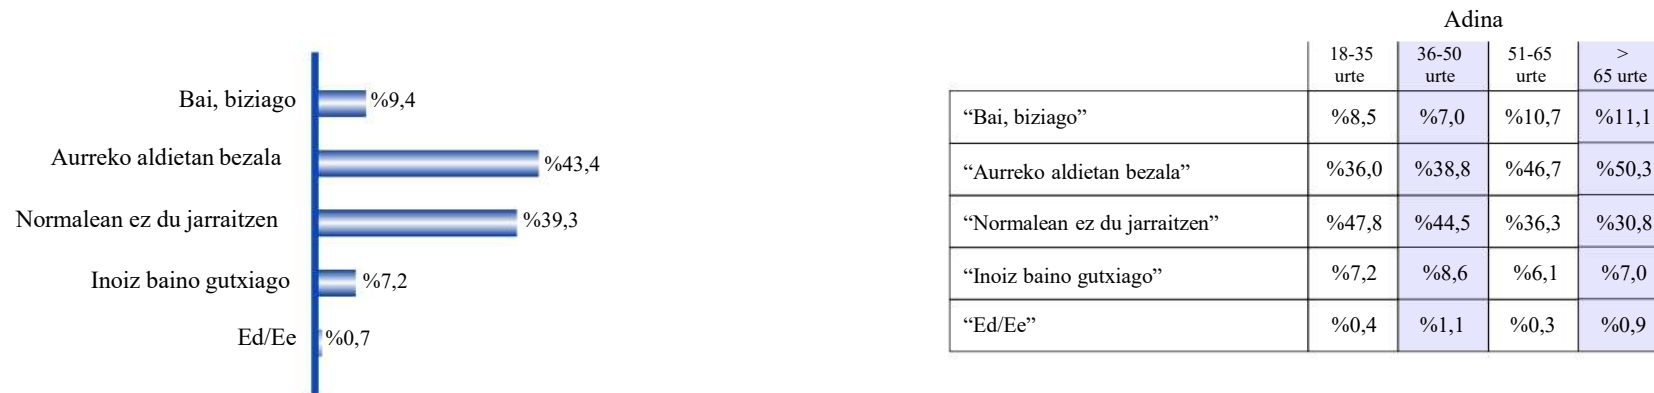 Bai, biziago %9,4
Aurreko aldietan bezala %43,4
Normalean ez du jarraitzen %39,3
Inoiz baino gutxiago %7,2
Ed/Ee %0,7
Adina
18-35 36-50 51-65 >
urte urte urte 65 urte
“Bai, biziago” %8,5 %7,0 %10,7 %11,1
“Aurreko aldietan bezala” %36,0 %38,8 %46,7 %50,3
“Normalean ez du jarraitzen” %47,8 %44,5 %36,3 %30,8
“Inoiz baino gutxiago” %7,2 %8,6 %6,1 %7,0
“Ed/Ee” %0,4 %1,1 %0,3 %0,9